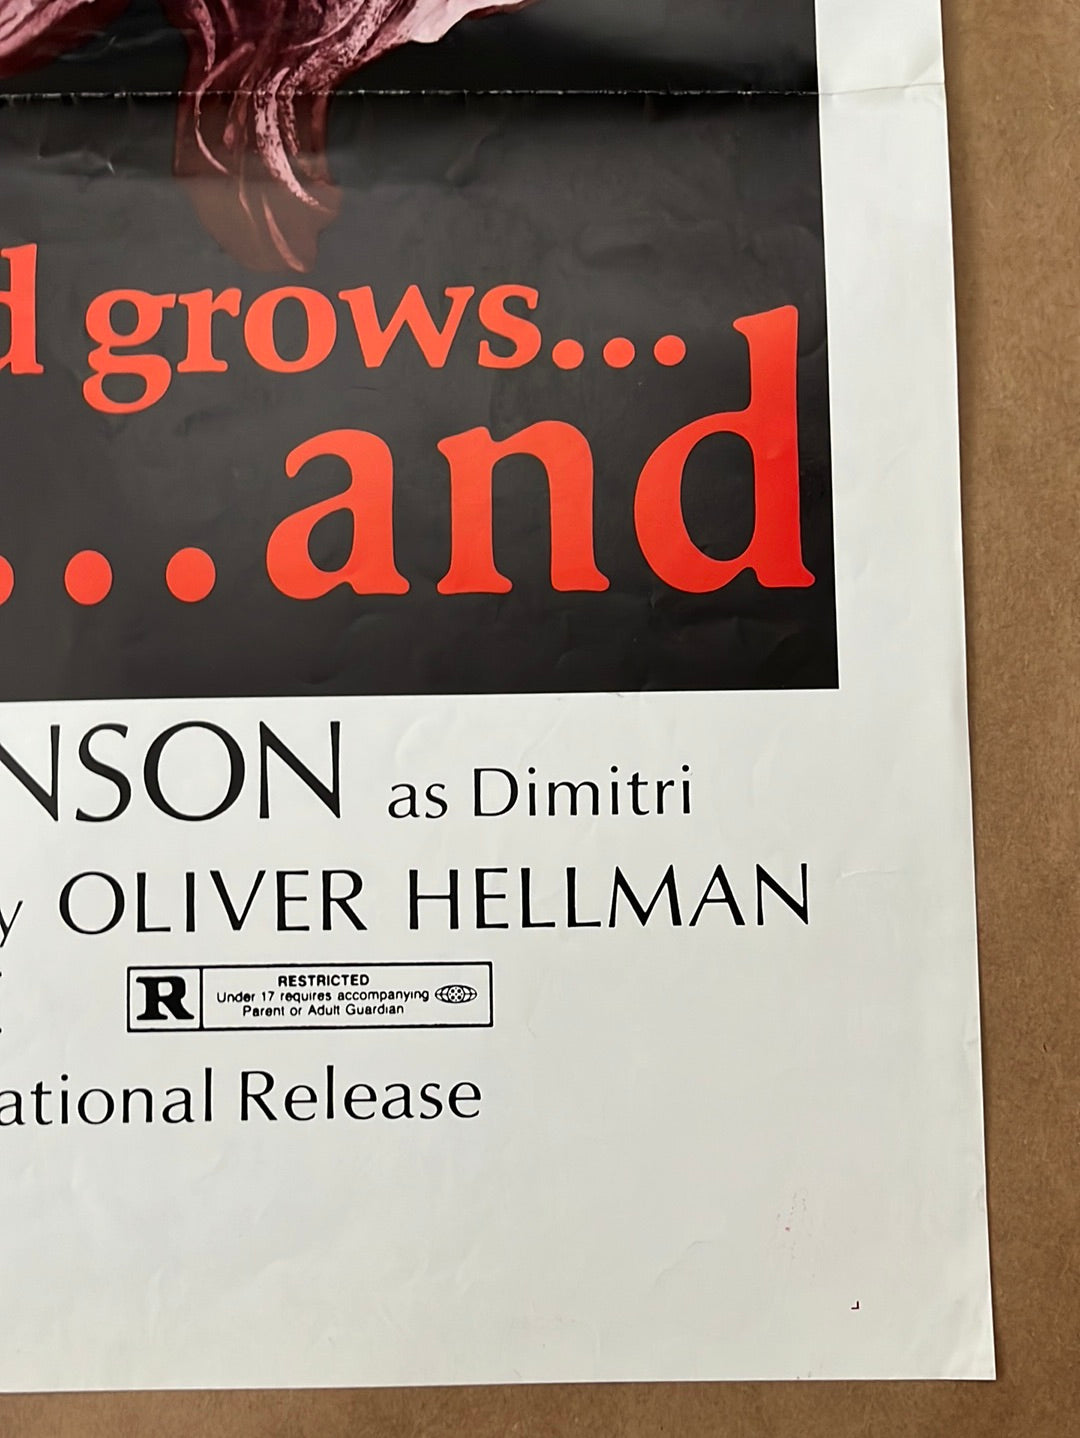 d grows...
...and
NSON as Dimitri
y OLIVER HELLMAN
R RESTRICTED
Under 17 requires accompanying
Parent or Adult Guardian
ational Release